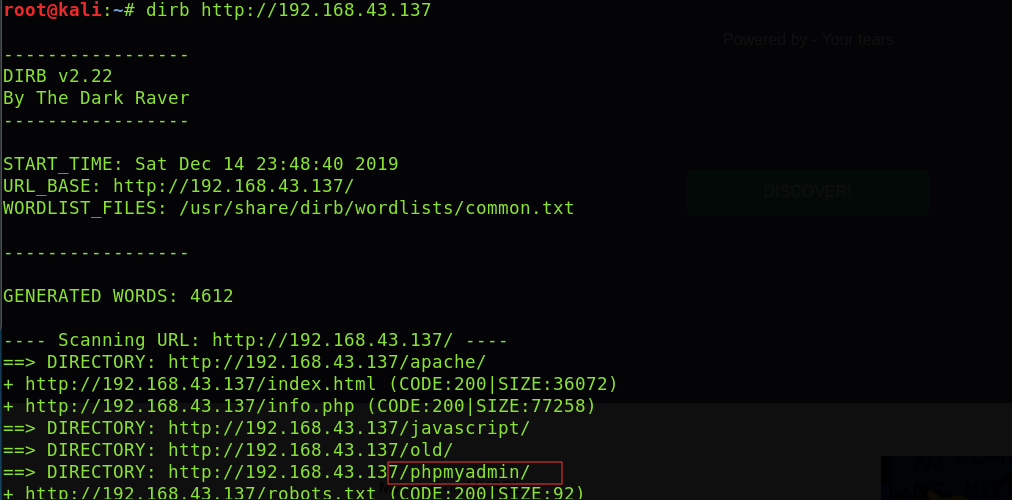 root@kali:~# dirb http://192.168.43.137
Powered by - Your tears
-----------------
DIRB v2.22
By The Dark Raver
-----------------
START_TIME: Sat Dec 14 23:48:40 2019
URL_BASE: http://192.168.43.137/
DISCOVER!
WORDLIST_FILES: /usr/share/dirb/wordlists/common.txt
-----------------
GENERATED WORDS: 4612
---- Scanning URL: http://192.168.43.137/ ----
==> DIRECTORY: http://192.168.43.137/apache/
+ http://192.168.43.137/index.html (CODE:200|SIZE:36072)
+ http://192.168.43.137/info.php (CODE:200|SIZE:77258)
==> DIRECTORY: http://192.168.43.137/javascript/
==> DIRECTORY: http://192.168.43.137/old/
==> DIRECTORY: http://192.168.43.137/phpmyadmin/
+ http://192.168.43.137/robots.txt (CODE:200|SIZE:92)